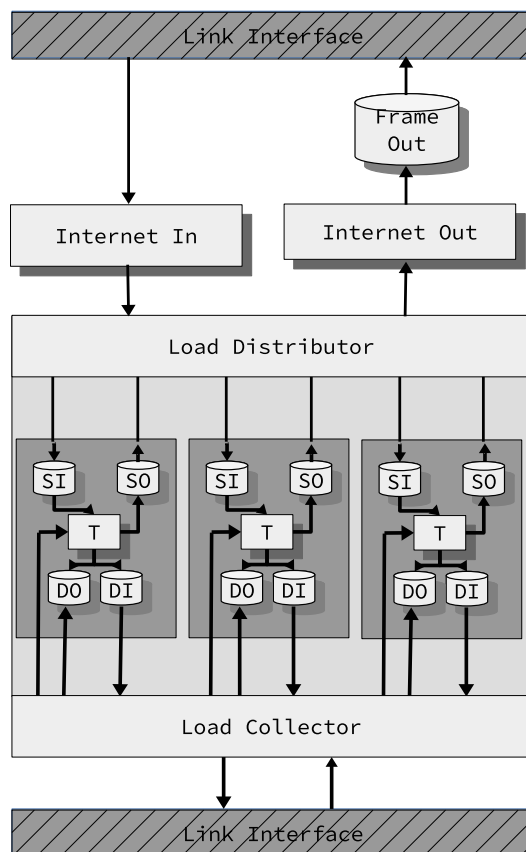 Link Interface
Frame
Out
Internet In
Internet Out
Load Distributor
SI
SO
SI
SO
SI
SO
T
T
T
DO
DI
DO
DI
DO
DI
Load Collector
Link Interface